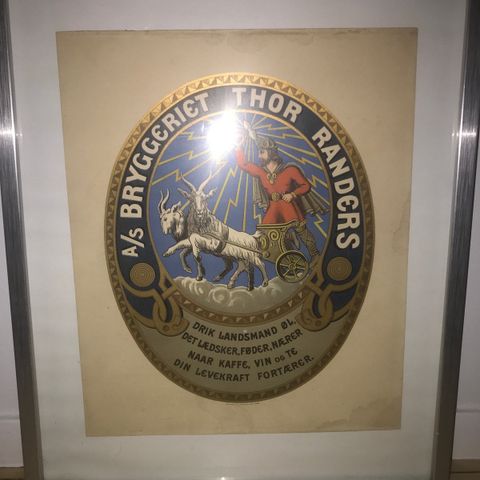 A/S BRYGGERIET THOR RANDERS
DRIK LANDSMAND ØL,
DET LÆDSKER, FØDER, NÆRER
NAAR KAFFE, VIN OG TE
DIN LEVEKRAFT FORTÆRER.